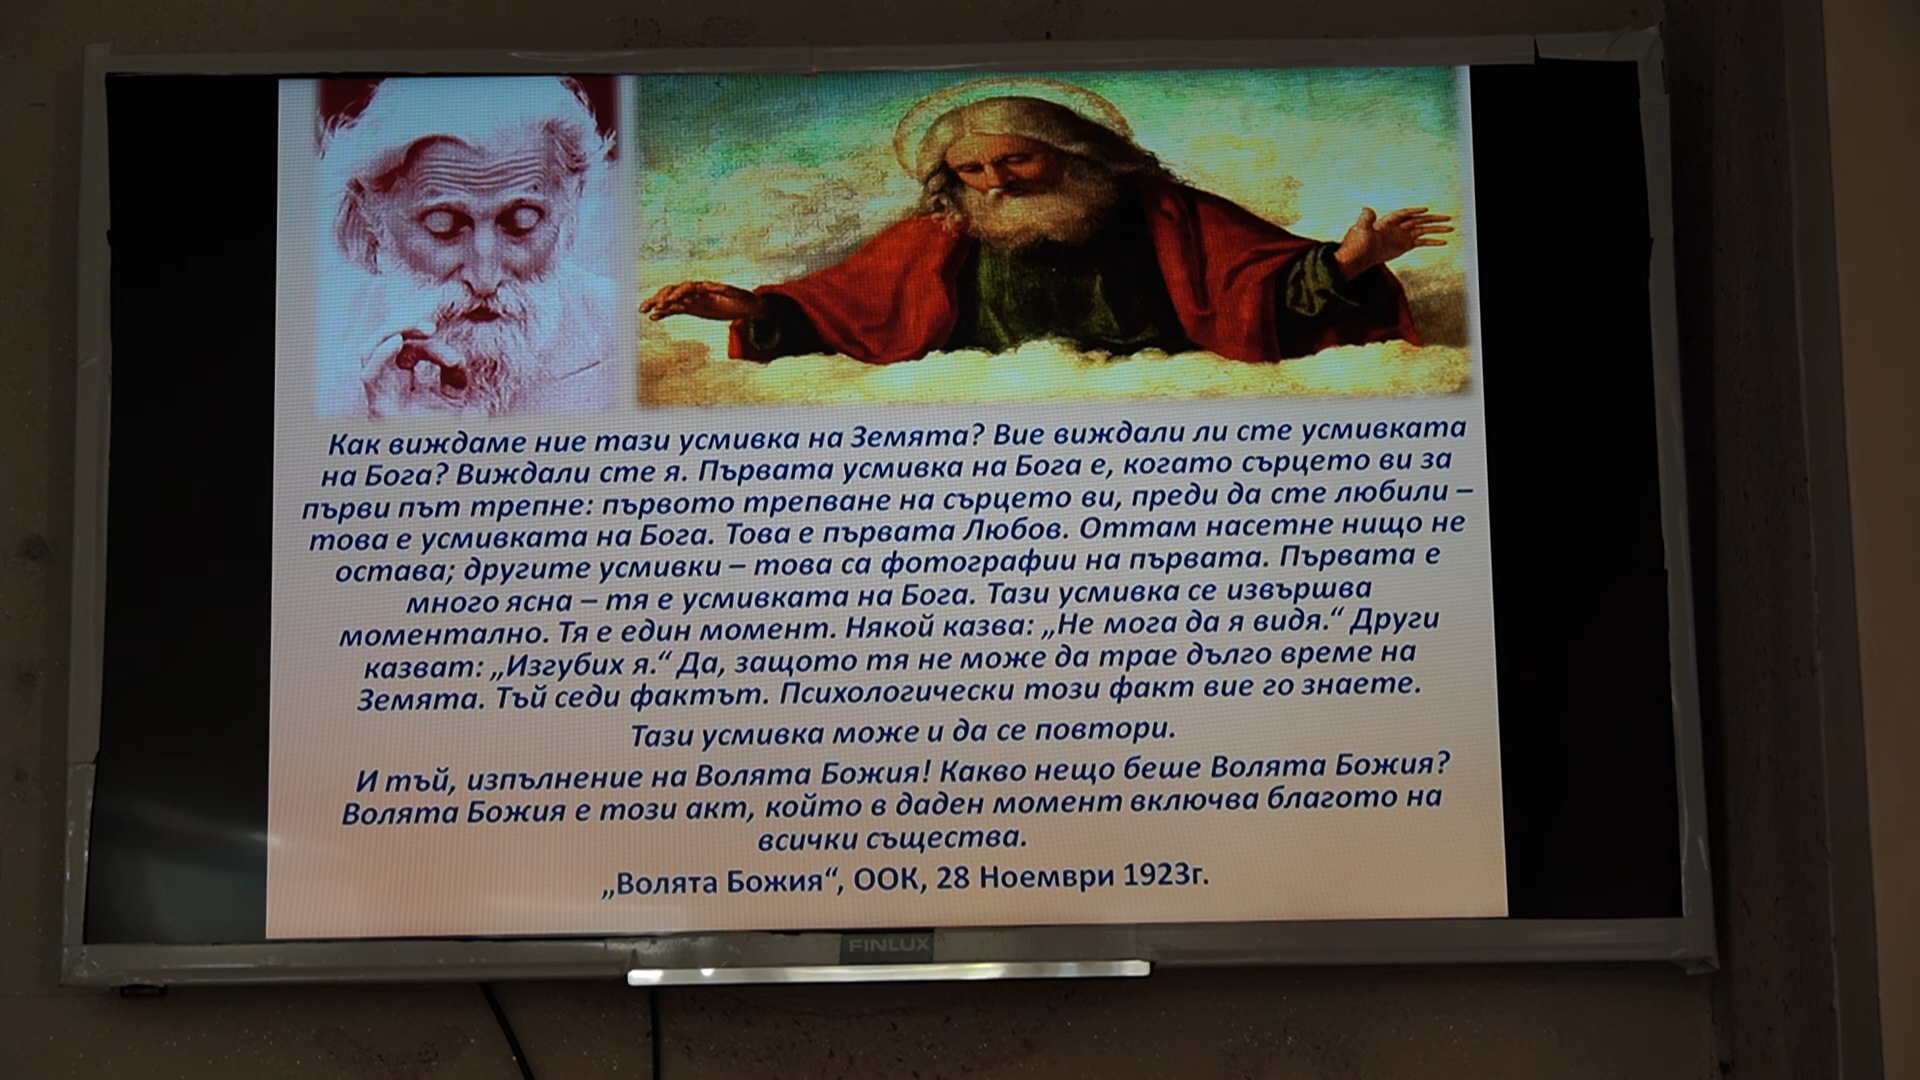 Как виждаме ние тази усмивка на Земята? Вие виждали ли сте усмивката
на Бога? Виждали сте я. Първата усмивка на Бога е, когато сърцето ви за
първи път трепне: първото трепване на сърцето ви, преди да сте любили –
това е усмивката на Бога. Това е първата Любов. Оттам насетне нищо не
остава; другите усмивки – това са фотографии на първата. Първата е
много ясна – тя е усмивката на Бога. Тази усмивка се извършва
моментално. Тя е един момент. Някой казва: „Не мога да я видя.“ Други
казват: „Изгубих я.“ Да, защото тя не може да трае дълго време на
Земята. Тъй седи фактът. Психологически този факт вие го знаете.
Тази усмивка може и да се повтори.
И тъй, изпълнение на Волята Божия! Какво нещо беше Волята Божия?
Волята Божия е този акт, който в даден момент включва благото на
всички същества.
„Волята Божия“, ООК, 28 Ноември 1923г.
FINLUX